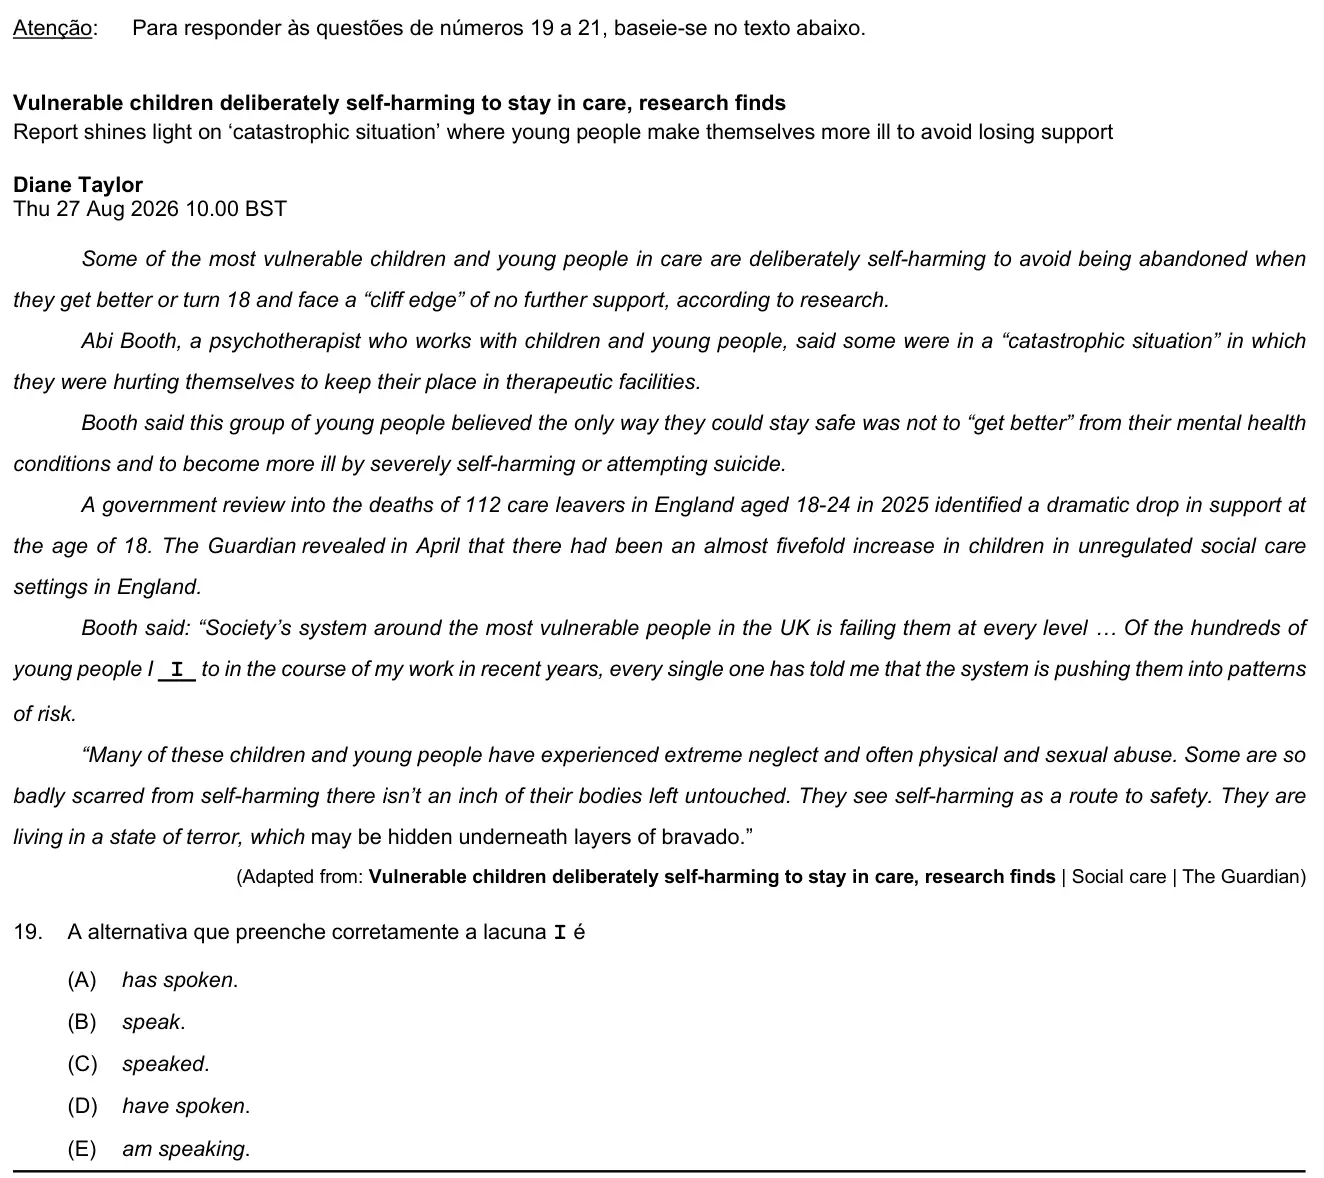 Atenção: Para responder às questões de números 19 a 21, baseie-se no texto abaixo.
Vulnerable children deliberately self-harming to stay in care, research finds
Report shines light on ‘catastrophic situation’ where young people make themselves more ill to avoid losing support
Diane Taylor
Thu 27 Aug 2026 10.00 BST
Some of the most vulnerable children and young people in care are deliberately self-harming to avoid being abandoned when
they get better or turn 18 and face a “cliff edge” of no further support, according to research.
Abi Booth, a psychotherapist who works with children and young people, said some were in a “catastrophic situation” in which
they were hurting themselves to keep their place in therapeutic facilities.
Booth said this group of young people believed the only way they could stay safe was not to “get better” from their mental health
conditions and to become more ill by severely self-harming or attempting suicide.
A government review into the deaths of 112 care leavers in England aged 18-24 in 2025 identified a dramatic drop in support at
the age of 18. The Guardian revealed in April that there had been an almost fivefold increase in children in unregulated social care
settings in England.
Booth said: “Society’s system around the most vulnerable people in the UK is failing them at every level … Of the hundreds of
young people I I to in the course of my work in recent years, every single one has told me that the system is pushing them into patterns
of risk.
“Many of these children and young people have experienced extreme neglect and often physical and sexual abuse. Some are so
badly scarred from self-harming there isn’t an inch of their bodies left untouched. They see self-harming as a route to safety. They are
living in a state of terror, which may be hidden underneath layers of bravado.”
(Adapted from: Vulnerable children deliberately self-harming to stay in care, research finds | Social care | The Guardian)
19. A alternativa que preenche corretamente a lacuna I é
(A) has spoken.
(B) speak.
(C) speaked.
(D) have spoken.
(E) am speaking.